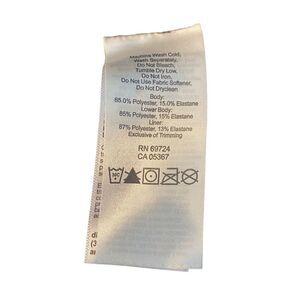 Machine Wash Cold,
Wash Separately,
Do Not Bleach,
Tumble Dry Low,
Do Not Iron,
Do Not Use Fabric Softener,
Do Not Dryclean
Body:
85.0% Polyester, 15.0% Elastane
Lower Body:
85% Polyester, 15% Elastane
Liner:
87% Polyester, 13% Elastane
Exclusive of Trimming
RN 69724
CA 05367